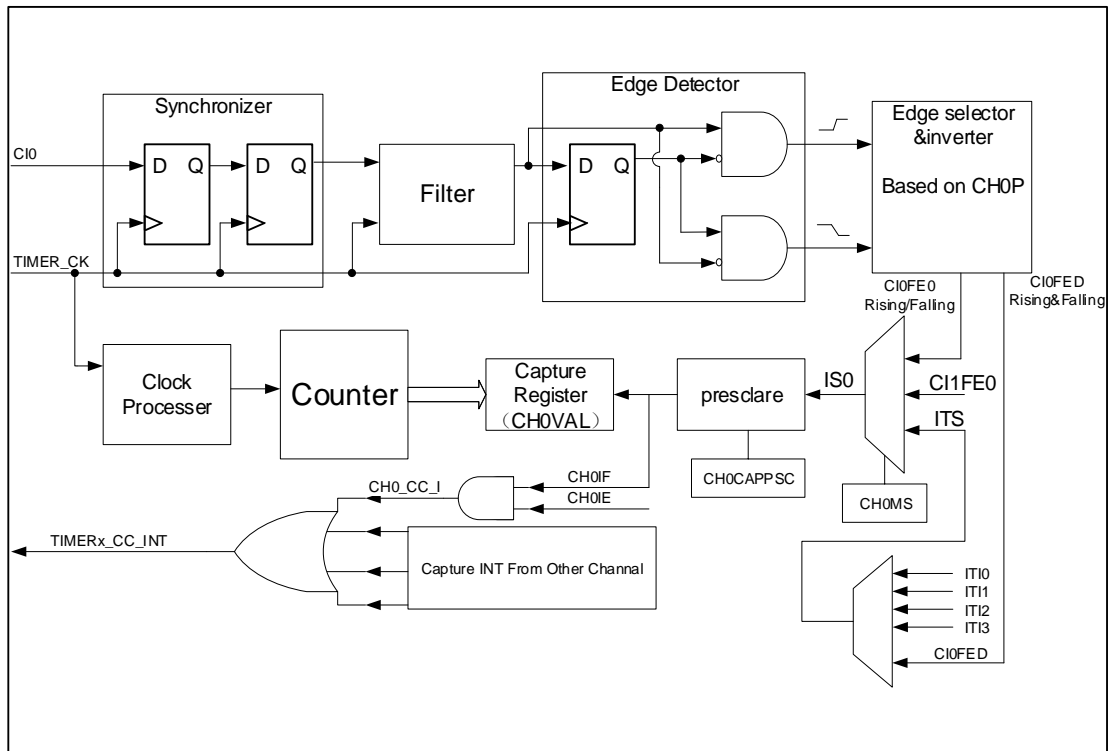 Synchronizer
Edge Detector
Edge selector
&inverter
Based on CH0P
CI0
D Q
D Q
Filter
D Q
TIMER_CK
CI0FE0
Rising/Falling
CI0FED
Rising&Falling
Clock
Processer
Counter
Capture
Register
(CH0VAL)
presclare
IS0
CI1FE0
ITS
CH0CAPPSC
CH0MS
CH0_CC_I
CH0IF
CH0IE
TIMERx_CC_INT
Capture INT From Other Channal
ITI0
ITI1
ITI2
ITI3
CI0FED